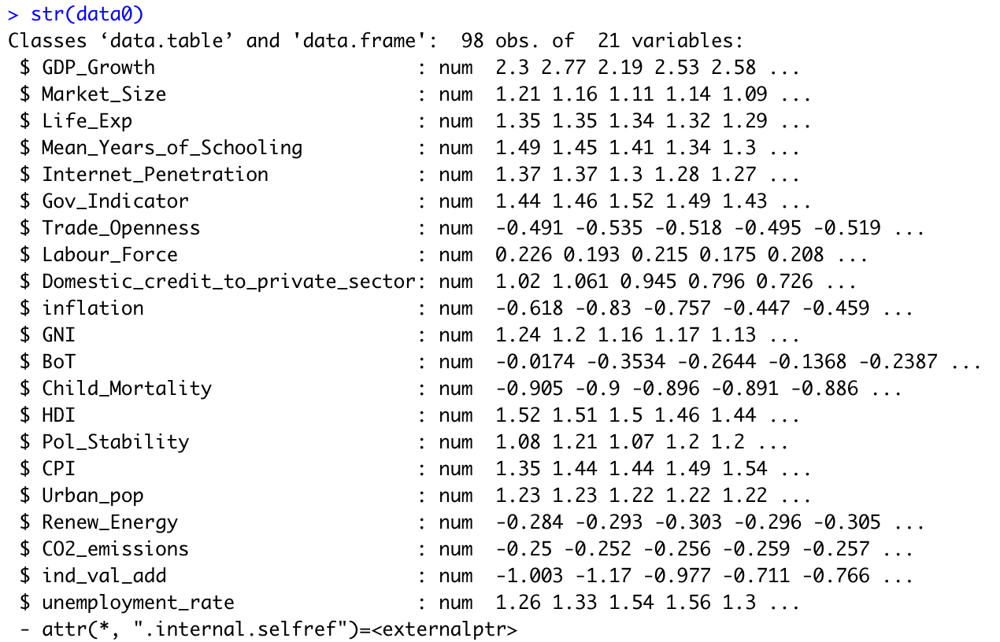 > str(data0)
Classes ‘data.table’ and 'data.frame':  98 obs. of  21 variables:
 $ GDP_Growth                       : num  2.3 2.77 2.19 2.53 2.58 ...
 $ Market_Size                      : num  1.21 1.16 1.11 1.14 1.09 ...
 $ Life_Exp                         : num  1.35 1.35 1.34 1.32 1.29 ...
 $ Mean_Years_of_Schooling          : num  1.49 1.45 1.41 1.34 1.3 ...
 $ Internet_Penetration             : num  1.37 1.37 1.3 1.28 1.27 ...
 $ Gov_Indicator                    : num  1.44 1.46 1.52 1.49 1.43 ...
 $ Trade_Openness                   : num  -0.491 -0.535 -0.518 -0.495 -0.519 ...
 $ Labour_Force                     : num  0.226 0.193 0.215 0.175 0.208 ...
 $ Domestic_credit_to_private_sector: num  1.02 1.061 0.945 0.796 0.726 ...
 $ inflation                        : num  -0.618 -0.83 -0.757 -0.447 -0.459 ...
 $ GNI                              : num  1.24 1.2 1.16 1.17 1.13 ...
 $ BoT                              : num  -0.0174 -0.3534 -0.2644 -0.1368 -0.2387 ...
 $ Child_Mortality                  : num  -0.905 -0.9 -0.896 -0.891 -0.886 ...
 $ HDI                              : num  1.52 1.51 1.5 1.46 1.44 ...
 $ Pol_Stability                    : num  1.08 1.21 1.07 1.2 1.2 ...
 $ CPI                              : num  1.35 1.44 1.44 1.49 1.54 ...
 $ Urban_pop                        : num  1.23 1.23 1.22 1.22 1.22 ...
 $ Renew_Energy                     : num  -0.284 -0.293 -0.303 -0.296 -0.305 ...
 $ CO2_emissions                    : num  -0.25 -0.252 -0.256 -0.259 -0.257 ...
 $ ind_val_add                      : num  -1.003 -1.17 -0.977 -0.711 -0.766 ...
 $ unemployment_rate                : num  1.26 1.33 1.54 1.56 1.3 ...
 - attr(*, ".internal.selfref")=<externalptr>